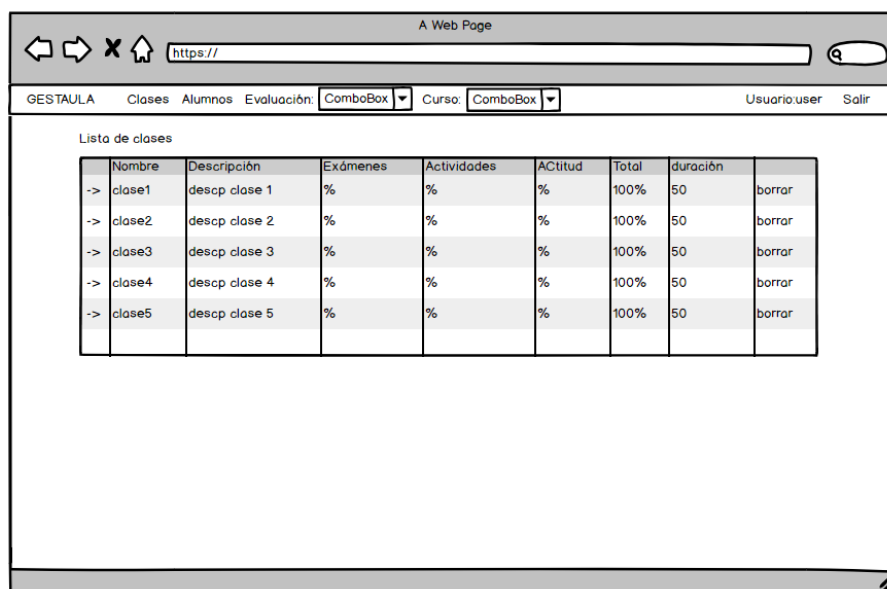 A Web Page
https://
GESTAULA Clases Alumnos Evaluación: ComboBox Curso: ComboBox Usuario:user Salir
Lista de clases
Nombre Descripción Exámenes Actividades ACtitud Total duración
-> clase1 descp clase 1 % % % 100% 50 borrar
-> clase2 descp clase 2 % % % 100% 50 borrar
-> clase3 descp clase 3 % % % 100% 50 borrar
-> clase4 descp clase 4 % % % 100% 50 borrar
-> clase5 descp clase 5 % % % 100% 50 borrar